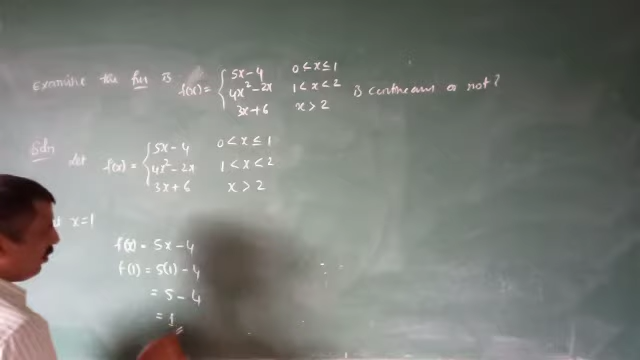 Examine the fun is f(x) = { 5x-4 0<x≤1
4x²-2x 1<x<2 is continuous or not?
3x+6 x>2
Soln Let f(x) = { 5x-4 0<x≤1
4x²-2x 1<x<2
3x+6 x>2
x=1
f(x) = 5x-4
f(1) = 5(1)-4
= 5-4
= 1